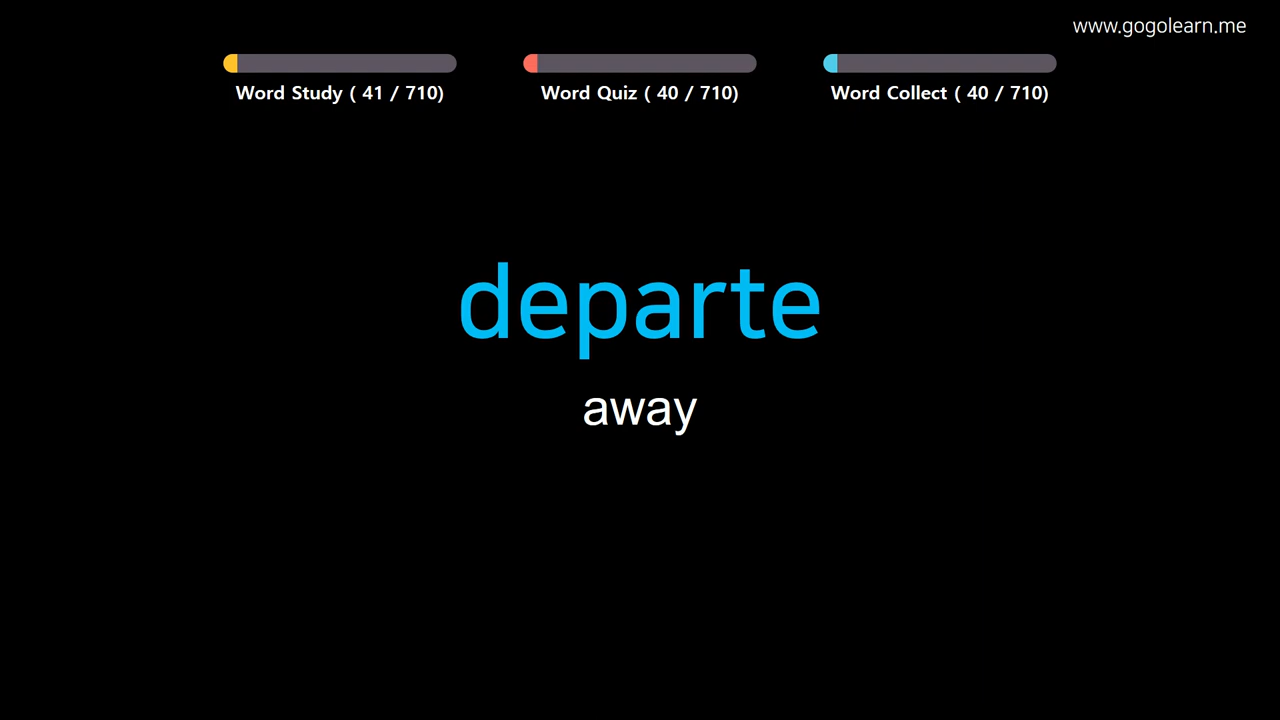 www.gogolearn.me
Word Study ( 41 / 710)
Word Quiz ( 40 / 710)
Word Collect ( 40 / 710)
departe
away